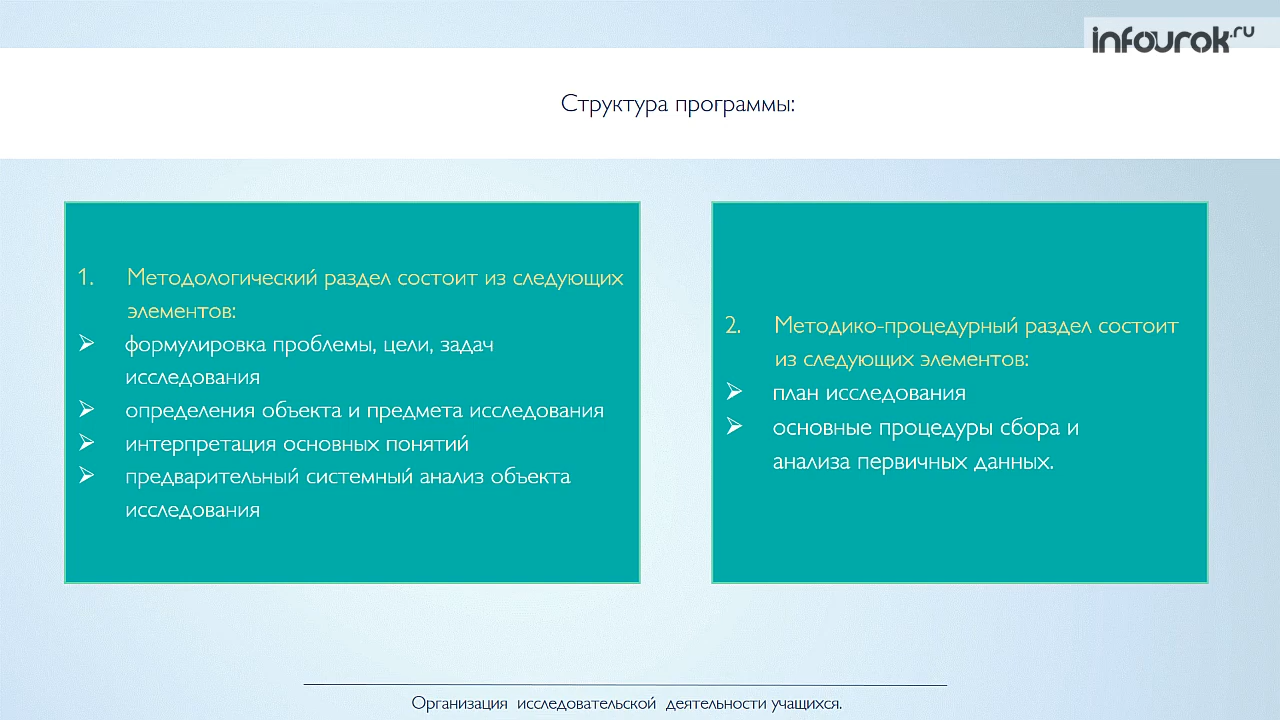 infourok.ru
Структура программы:
1. Методологический раздел состоит из следующих
элементов:
➢ формулировка проблемы, цели, задач
исследования
➢ определения объекта и предмета исследования
➢ интерпретация основных понятий
➢ предварительный системный анализ объекта
исследования
2. Методико-процедурный раздел состоит
из следующих элементов:
➢ план исследования
➢ основные процедуры сбора и
анализа первичных данных.
Организация исследовательской деятельности учащихся.